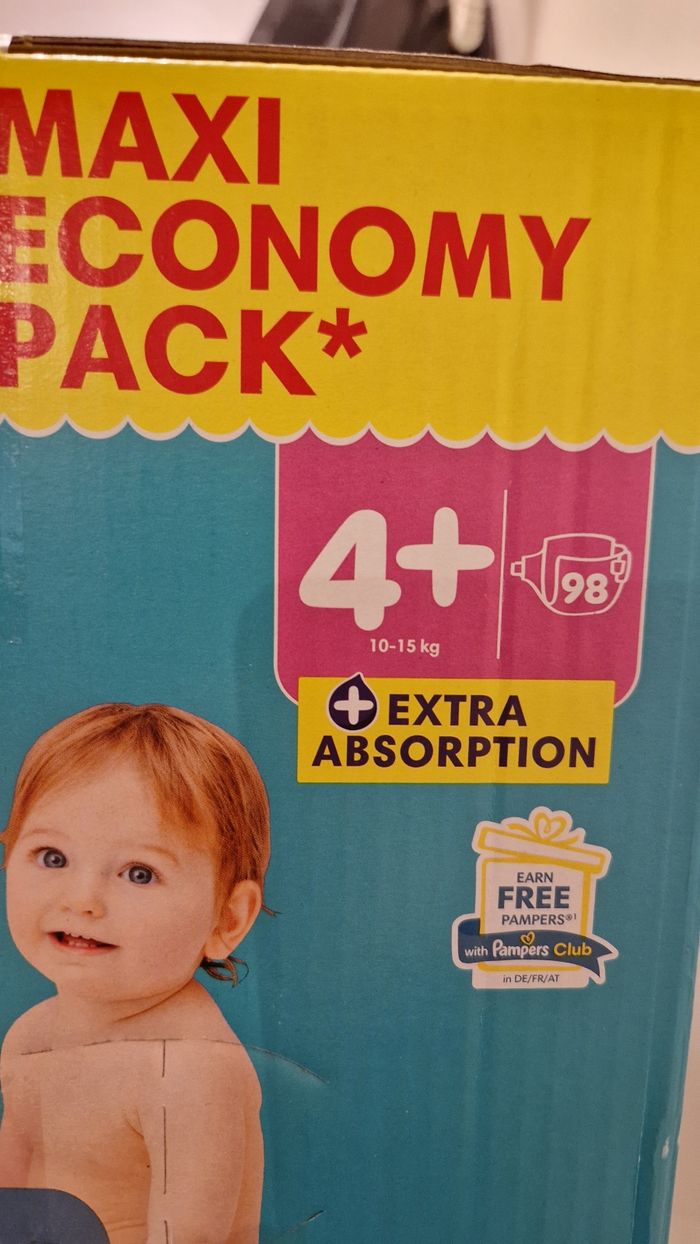 MAXI
ECONOMY
PACK*
4+
98
10-15 kg
EXTRA
ABSORPTION
EARN
FREE
PAMPERS®¹
with Pampers Club
in DE/FR/AT